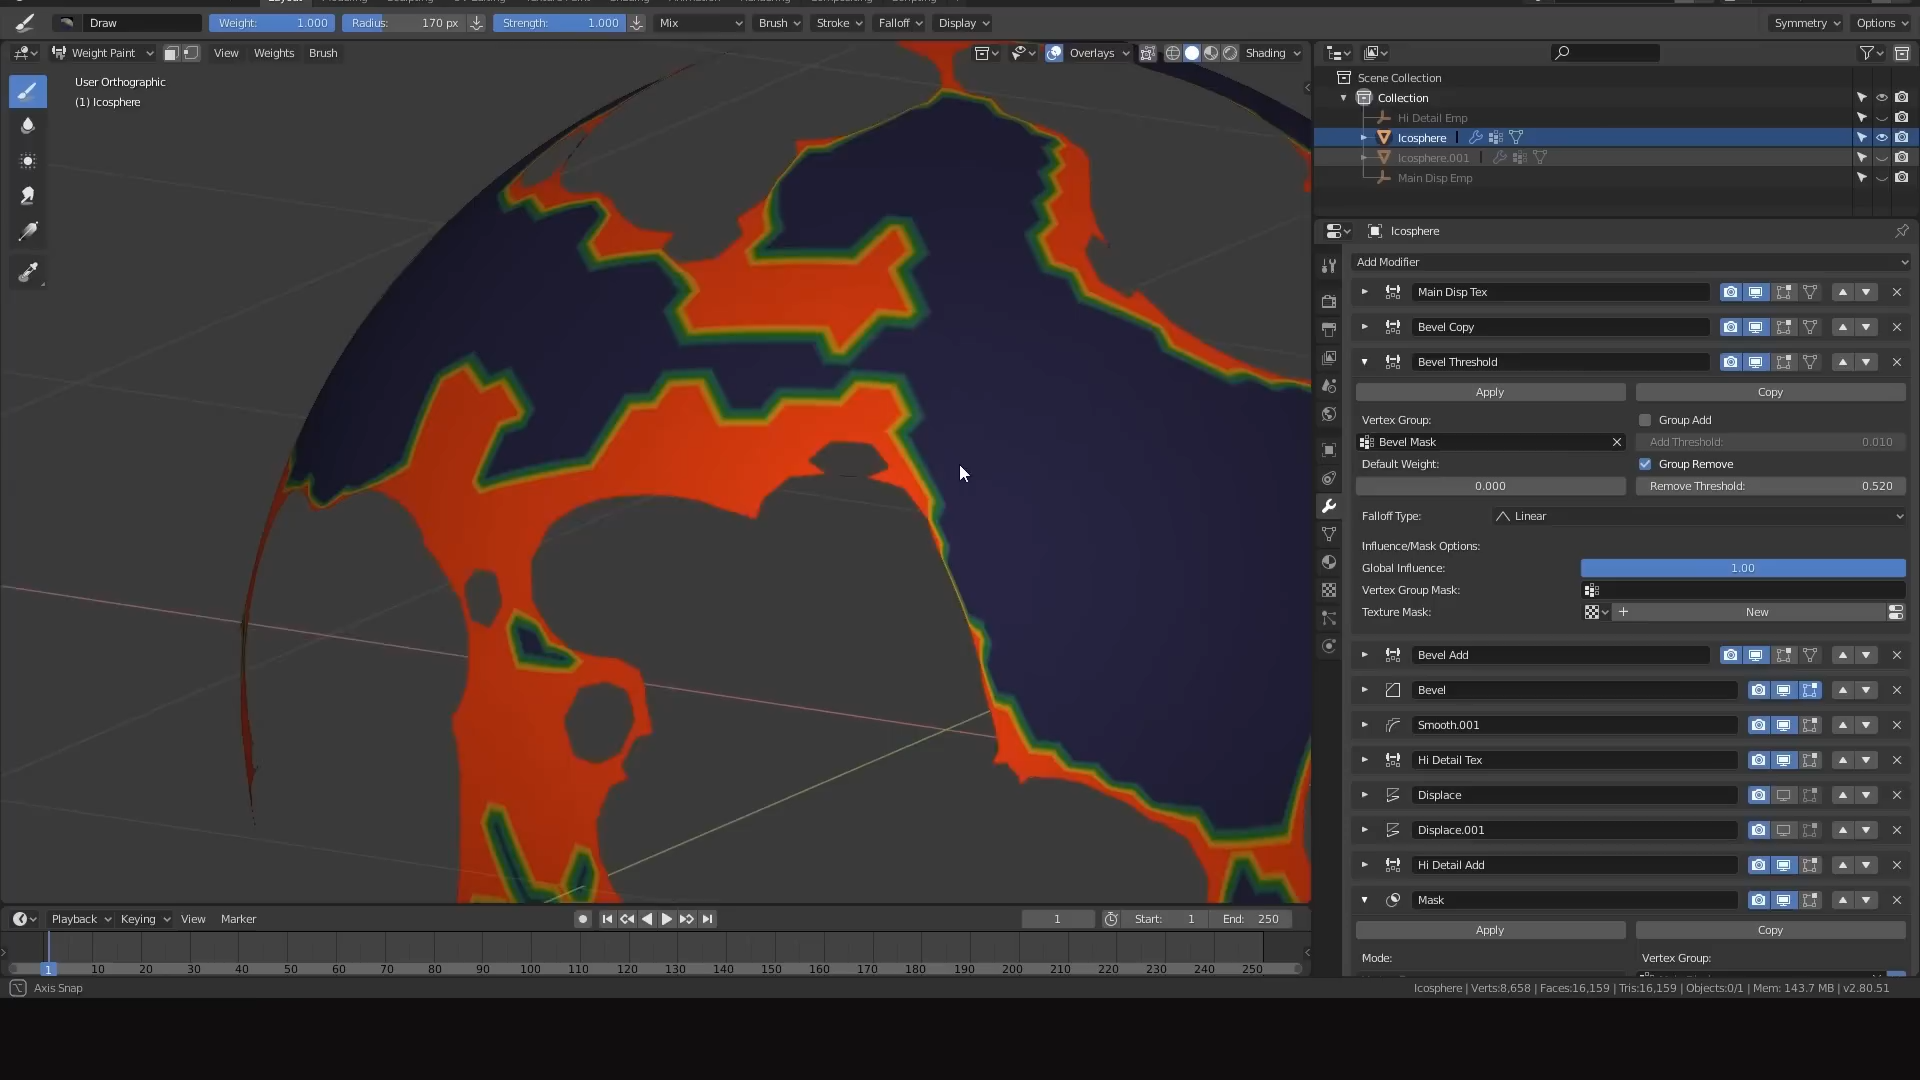 Draw
Weight: 1.000
Radius: 170 px
Strength: 1.000
Mix
Brush
Stroke
Falloff
Display
Symmetry
Options
Weight Paint
View
Weights
Brush
Overlays
Shading
User Orthographic
(1) Icosphere
Scene Collection
Collection
Hi Detail Emp
Icosphere
Icosphere.001
Main Disp Emp
Icosphere
Add Modifier
Main Disp Tex
Bevel Copy
Bevel Threshold
Apply
Copy
Vertex Group:
Group Add
Bevel Mask
Add Threshold: 0.010
Default Weight:
Group Remove
0.000
Remove Threshold: 0.520
Falloff Type:
Linear
Influence/Mask Options:
Global Influence: 1.00
Vertex Group Mask:
Texture Mask:
New
Bevel Add
Bevel
Smooth.001
Hi Detail Tex
Displace
Displace.001
Hi Detail Add
Mask
Apply
Copy
Mode:
Vertex Group:
Playback
Keying
View
Marker
1
Start: 1
End: 250
1 10 20 30 40 50 60 70 80 90 100 110 120 130 140 150 160 170 180 190 200 210 220 230 240 250
Axis Snap
Icosphere | Verts:8,658 | Faces:16,159 | Tris:16,159 | Objects:0/1 | Mem: 143.7 MB | v2.80.51